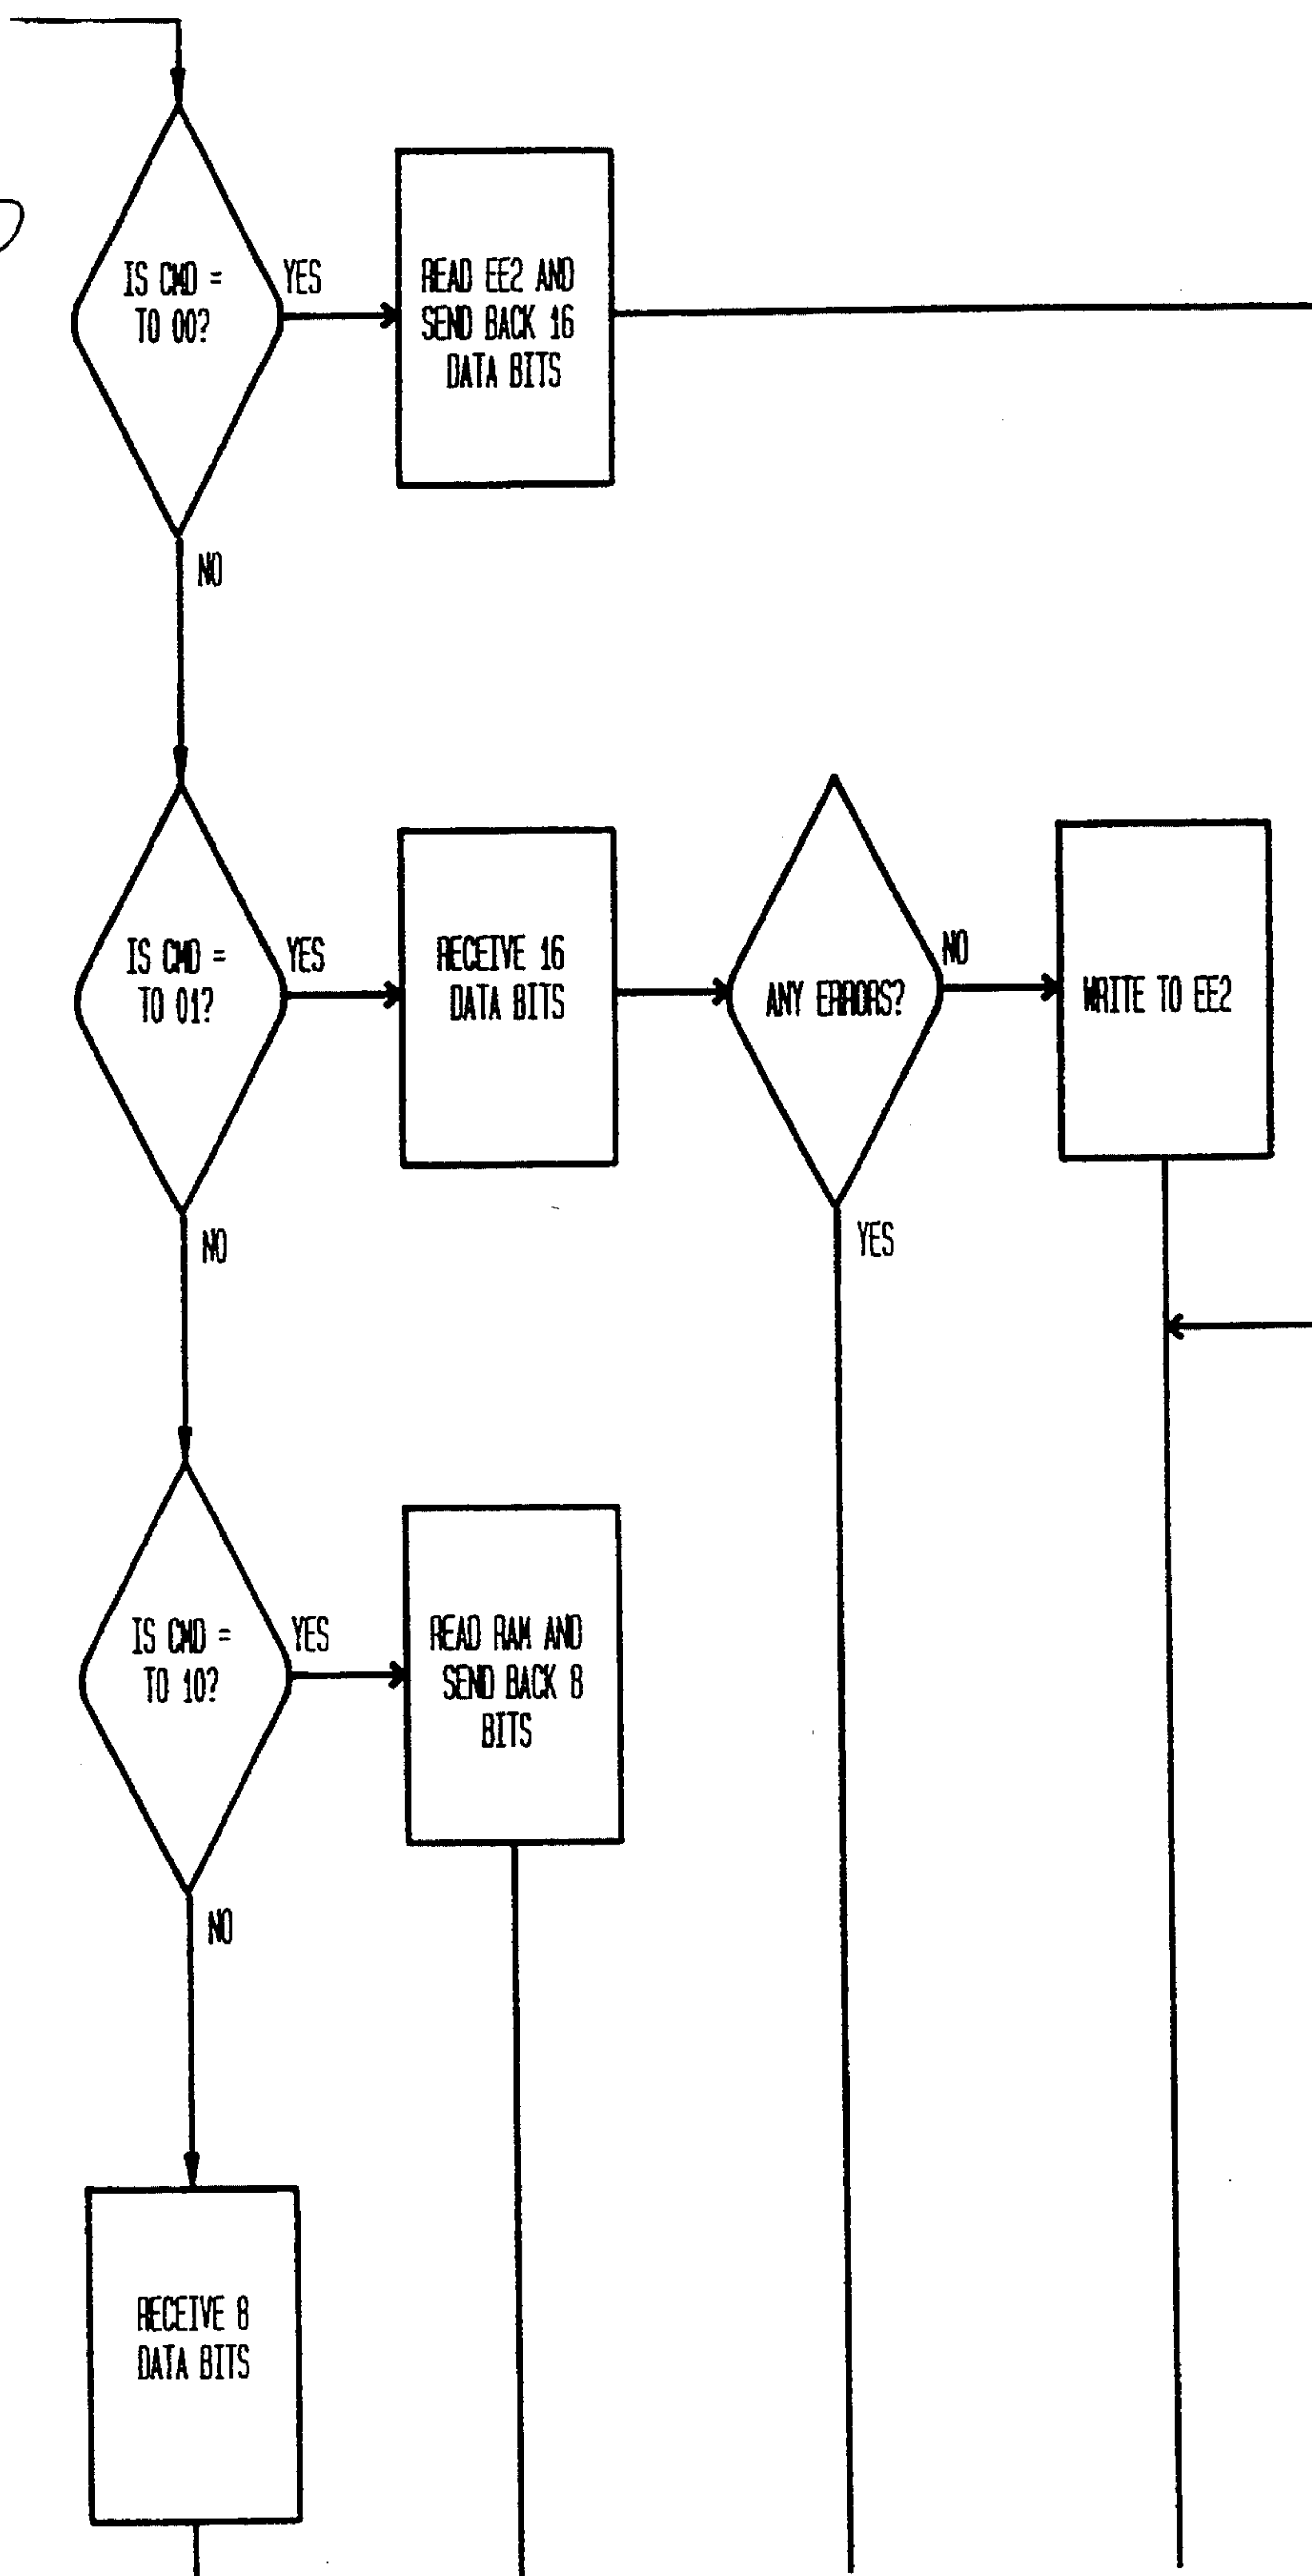 IS CMD =
TO 00?
YES
READ EE2 AND
SEND BACK 16
DATA BITS
NO
IS CMD =
TO 01?
YES
RECEIVE 16
DATA BITS
ANY ERRORS?
NO
WRITE TO EE2
NO
YES
IS CMD =
TO 10?
YES
READ RAM AND
SEND BACK 8
BITS
NO
RECEIVE 8
DATA BITS